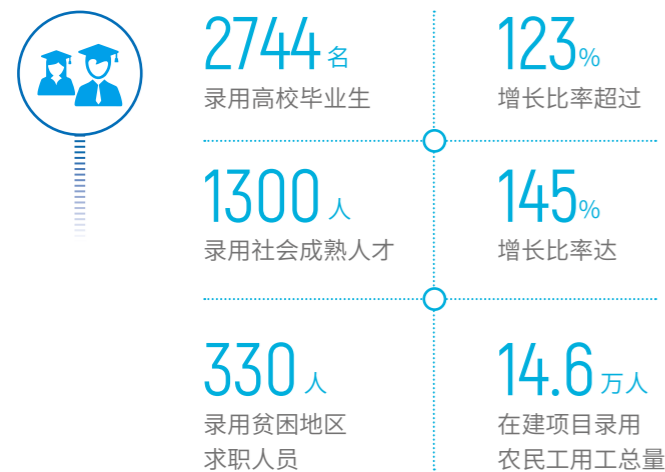 2744名
录用高校毕业生
123%
增长比率超过
1300人
录用社会成熟人才
145%
增长比率达
330人
录用贫困地区
求职人员
14.6万人
在建项目录用
农民工用工总量